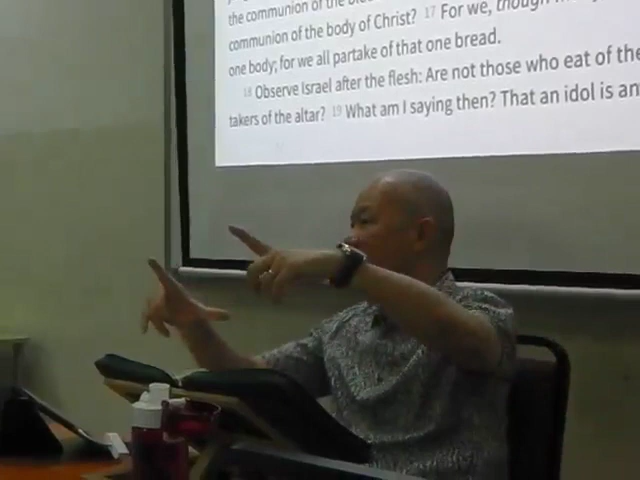 the communion of the
communion of the body of Christ? 17 For we, though
one body; for we all partake of that one bread.
18 Observe Israel after the flesh: Are not those who eat of the
takers of the altar? 19 What am I saying then? That an idol is